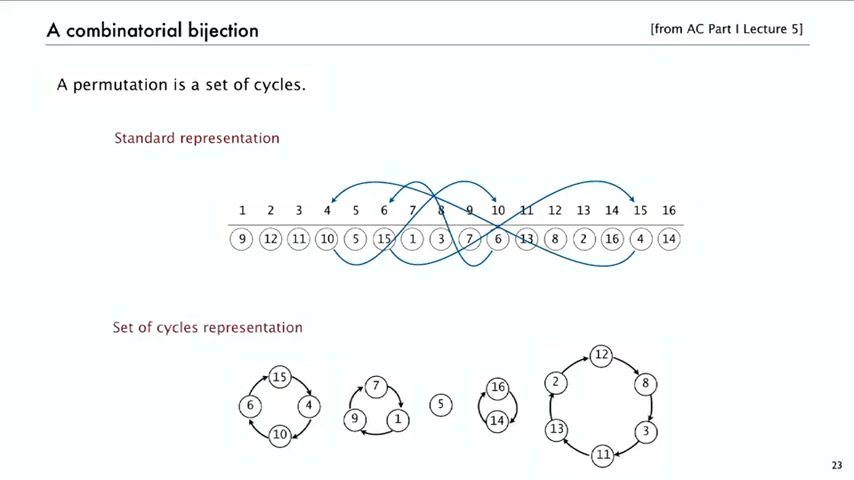 A combinatorial bijection
[from AC Part I Lecture 5]
A permutation is a set of cycles.
Standard representation
1 2 3 4 5 6 7 8 9 10 11 12 13 14 15 16
9 12 11 10 5 15 1 3 7 6 13 8 2 16 4 14
Set of cycles representation
15 4 10 6
7 1 9
5
16 14
12 8 3 11 13 2
23